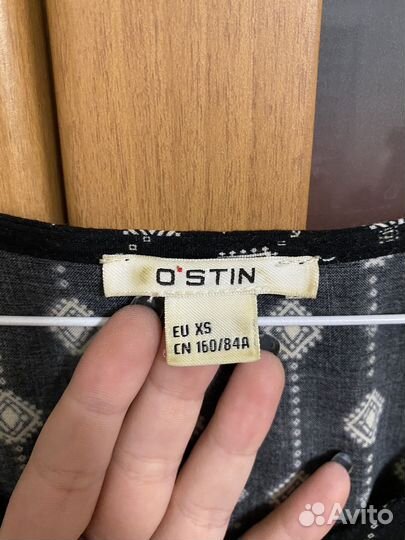 O'STIN
EU XS
CN 160/84A
Avito